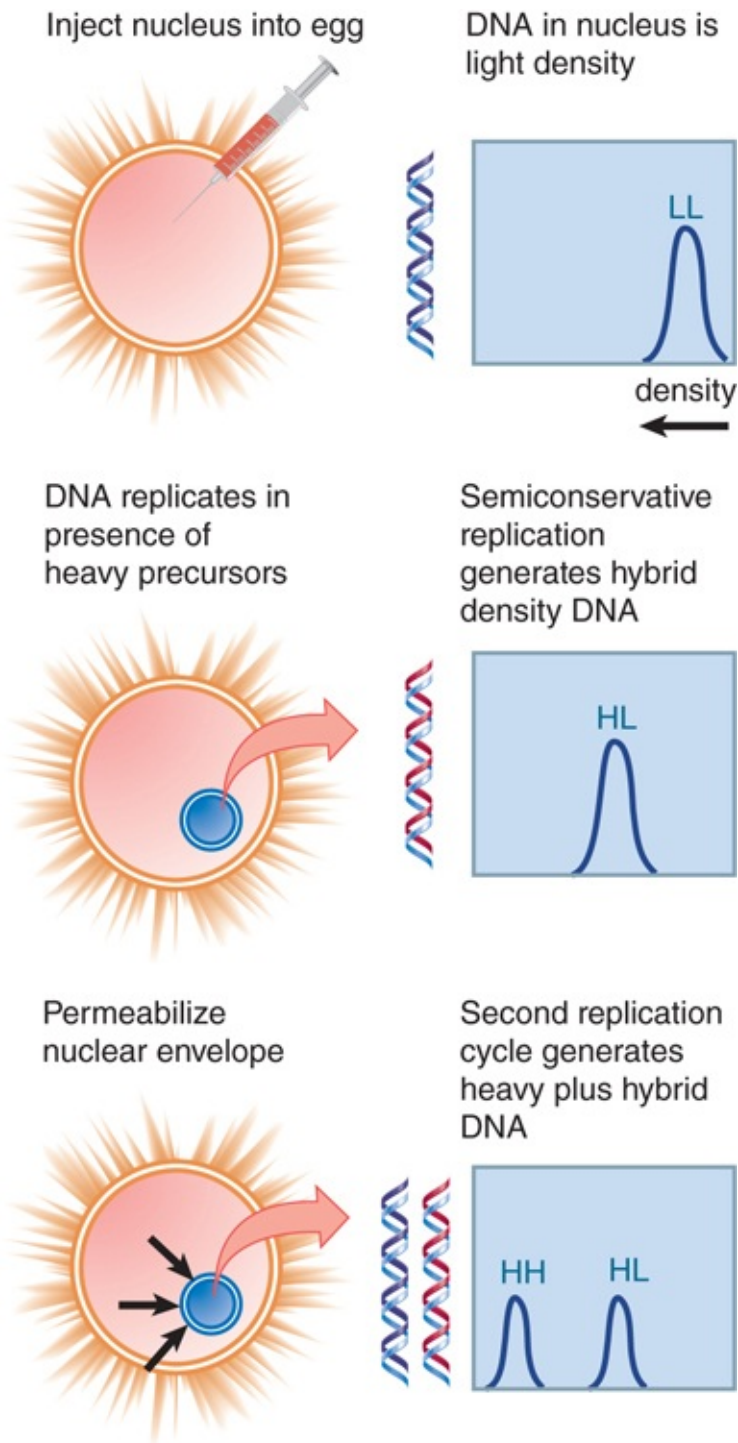 Inject nucleus into egg
DNA in nucleus is
light density
LL
density
DNA replicates in
presence of
heavy precursors
Semiconservative
replication
generates hybrid
density DNA
HL
Permeabilize
nuclear envelope
Second replication
cycle generates
heavy plus hybrid
DNA
HH
HL